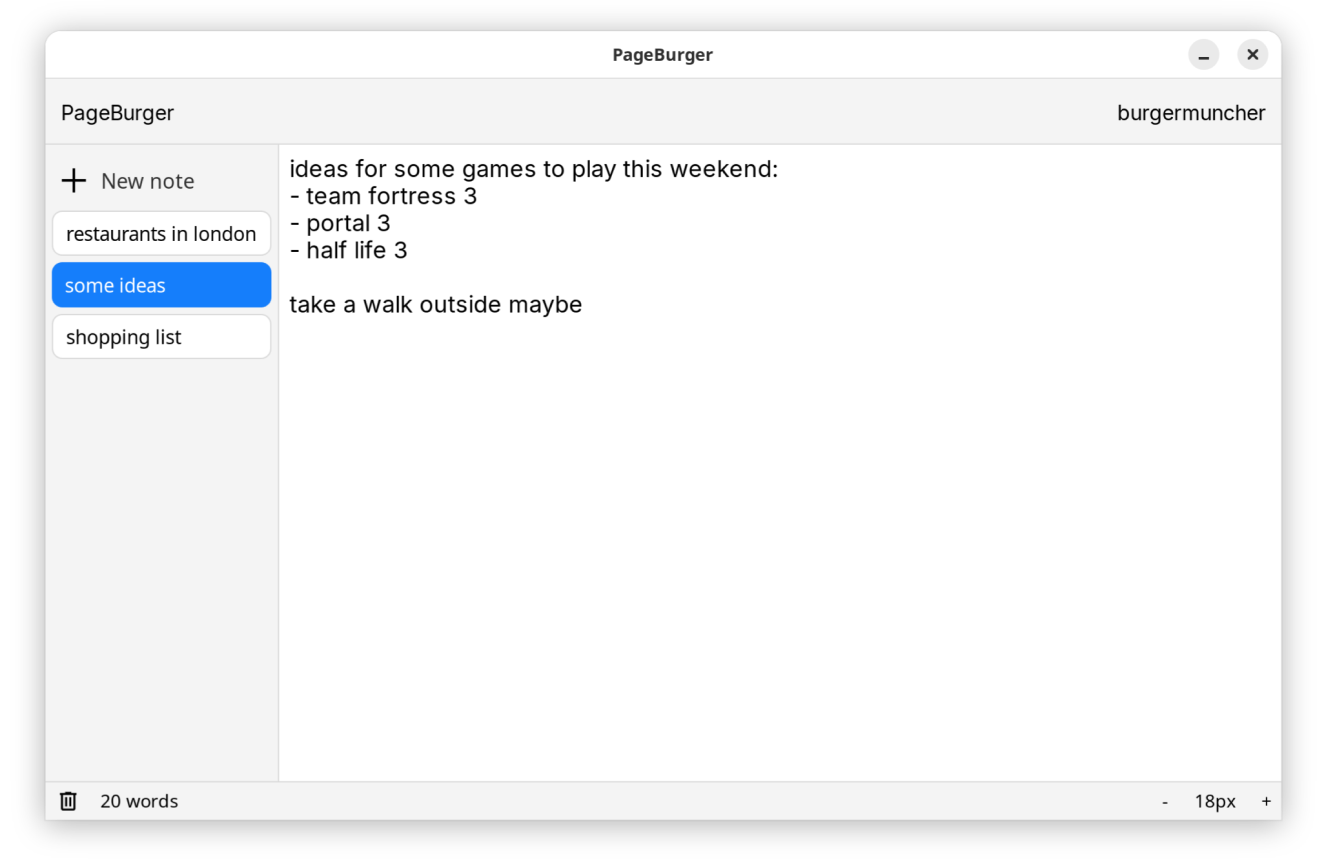 PageBurger
PageBurger
burgermuncher
New note
restaurants in london
some ideas
shopping list
ideas for some games to play this weekend:
- team fortress 3
- portal 3
- half life 3
take a walk outside maybe
20 words
- 18px +